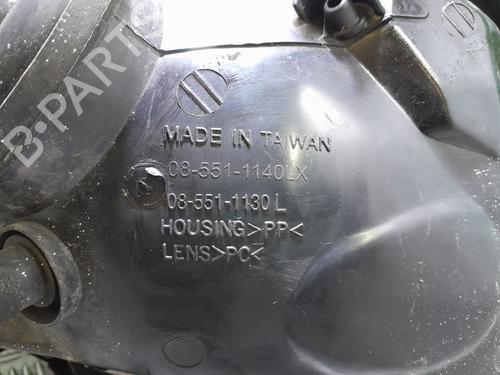 B-PARTS
MADE IN TAIWAN
08-551-1140LX
08-551-1130 L
HOUSING>PP<
LENS>PC<